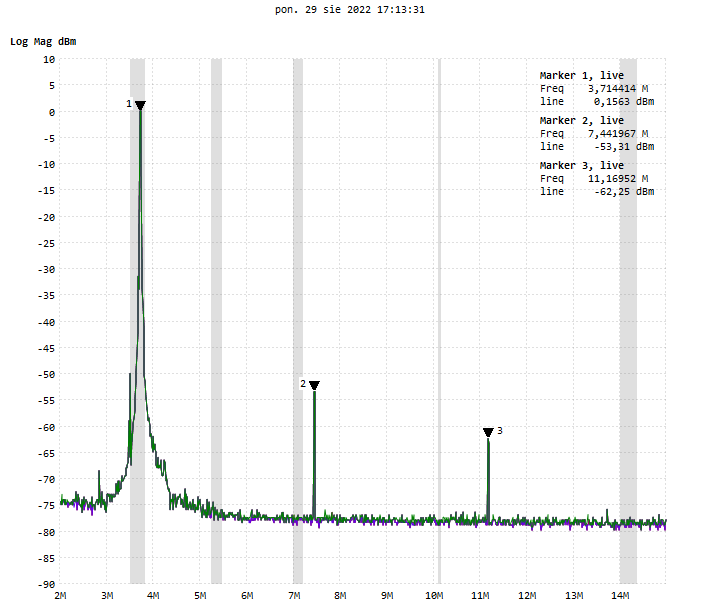 pon. 29 sie 2022 17:13:31
Log Mag dBm
10
5
0
-5
-10
-15
-20
-25
-30
-35
-40
-45
-50
-55
-60
-65
-70
-75
-80
-85
-90
1
2
3
Marker 1, live
Freq 3,714414 M
line 0,1563 dBm
Marker 2, live
Freq 7,441967 M
line -53,31 dBm
Marker 3, live
Freq 11,16952 M
line -62,25 dBm
2M 3M 4M 5M 6M 7M 8M 9M 10M 11M 12M 13M 14M